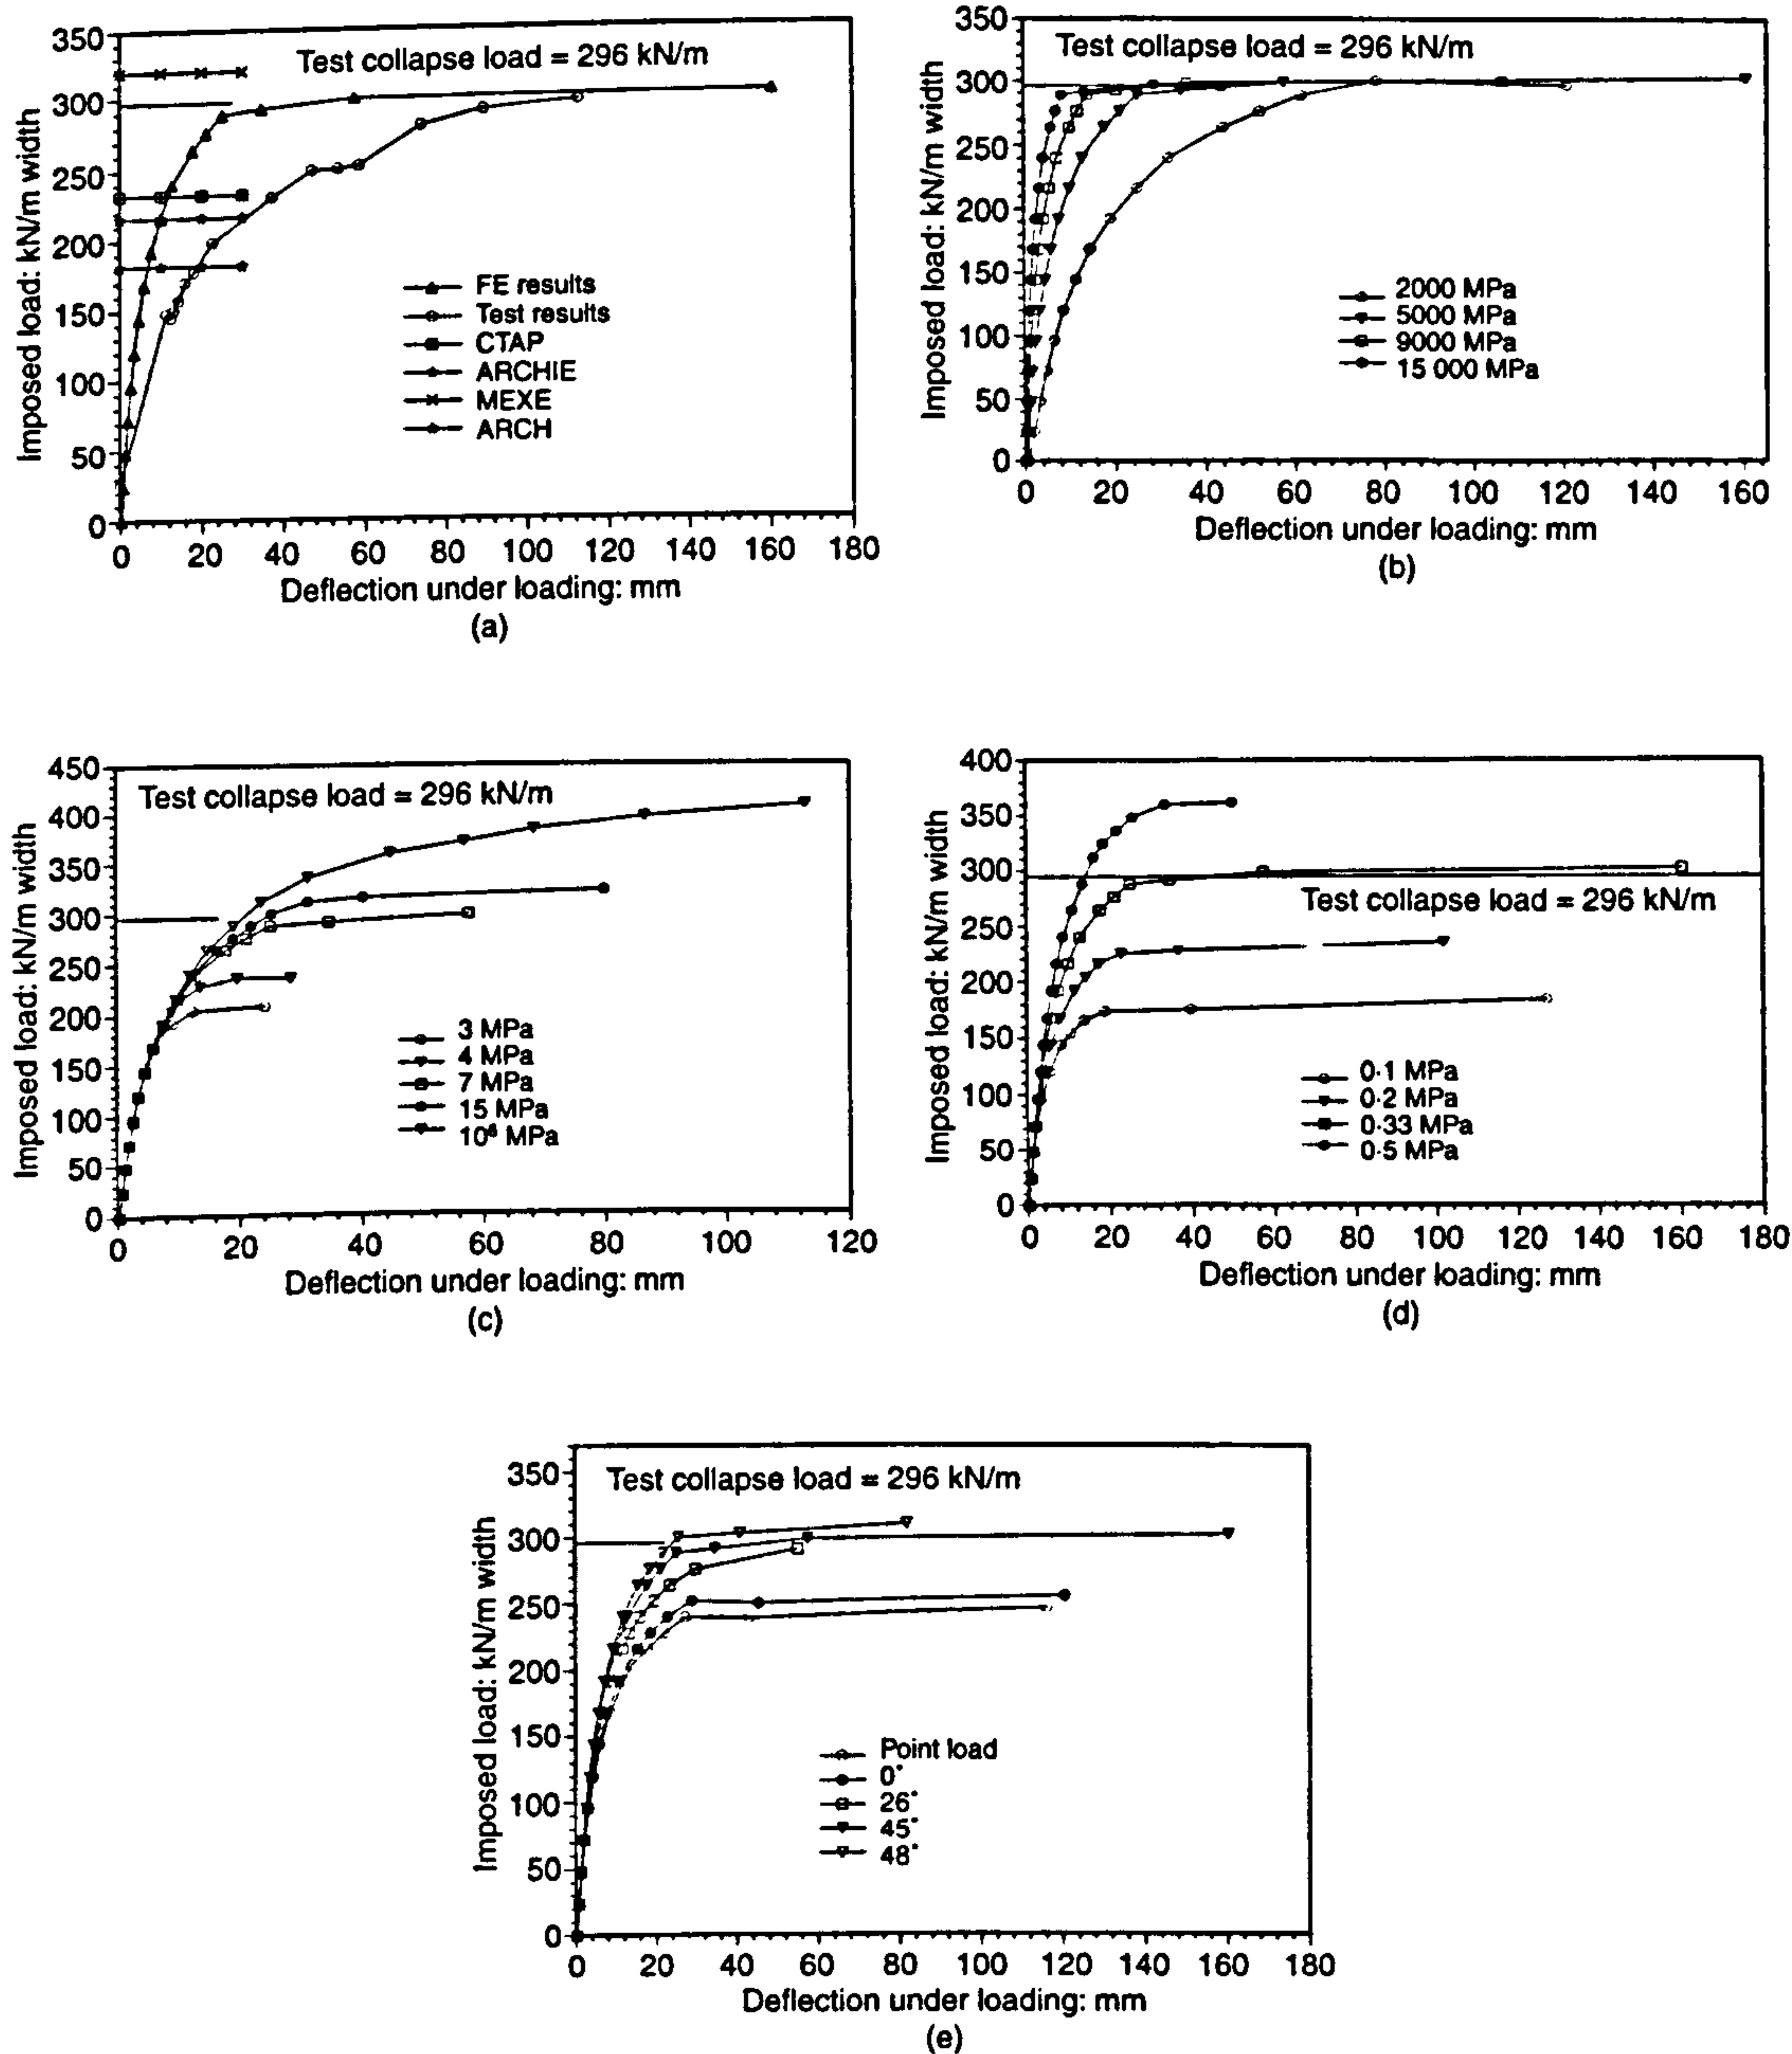 350
300
250
200
150
100
50
0
Imposed load: kN/m width
Test collapse load = 296 kN/m
FE results
Test results
CTAP
ARCHIE
MEXE
ARCH
0 20 40 60 80 100 120 140 160 180
Deflection under loading: mm
(a)
350
300
250
200
150
100
50
0
Imposed load: kN/m width
Test collapse load = 296 kN/m
2000 MPa
5000 MPa
9000 MPa
15 000 MPa
0 20 40 60 80 100 120 140 160
Deflection under loading: mm
(b)
450
400
350
300
250
200
150
100
50
0
Imposed load: kN/m width
Test collapse load = 296 kN/m
3 MPa
4 MPa
7 MPa
15 MPa
MPa
0 20 40 60 80 100 120
Deflection under loading: mm
(c)
400
350
300
250
200
150
100
50
0
Imposed load: kN/m width
Test collapse load = 296 kN/m
0·1 MPa
0·2 MPa
0·33 MPa
0·5 MPa
0 20 40 60 80 100 120 140 160 180
Deflection under loading: mm
(d)
350
300
250
200
150
100
50
0
Imposed load: kN/m width
Test collapse load = 296 kN/m
Point load
0°
26°
45°
48°
0 20 40 60 80 100 120 140 160 180
Deflection under loading: mm
(e)